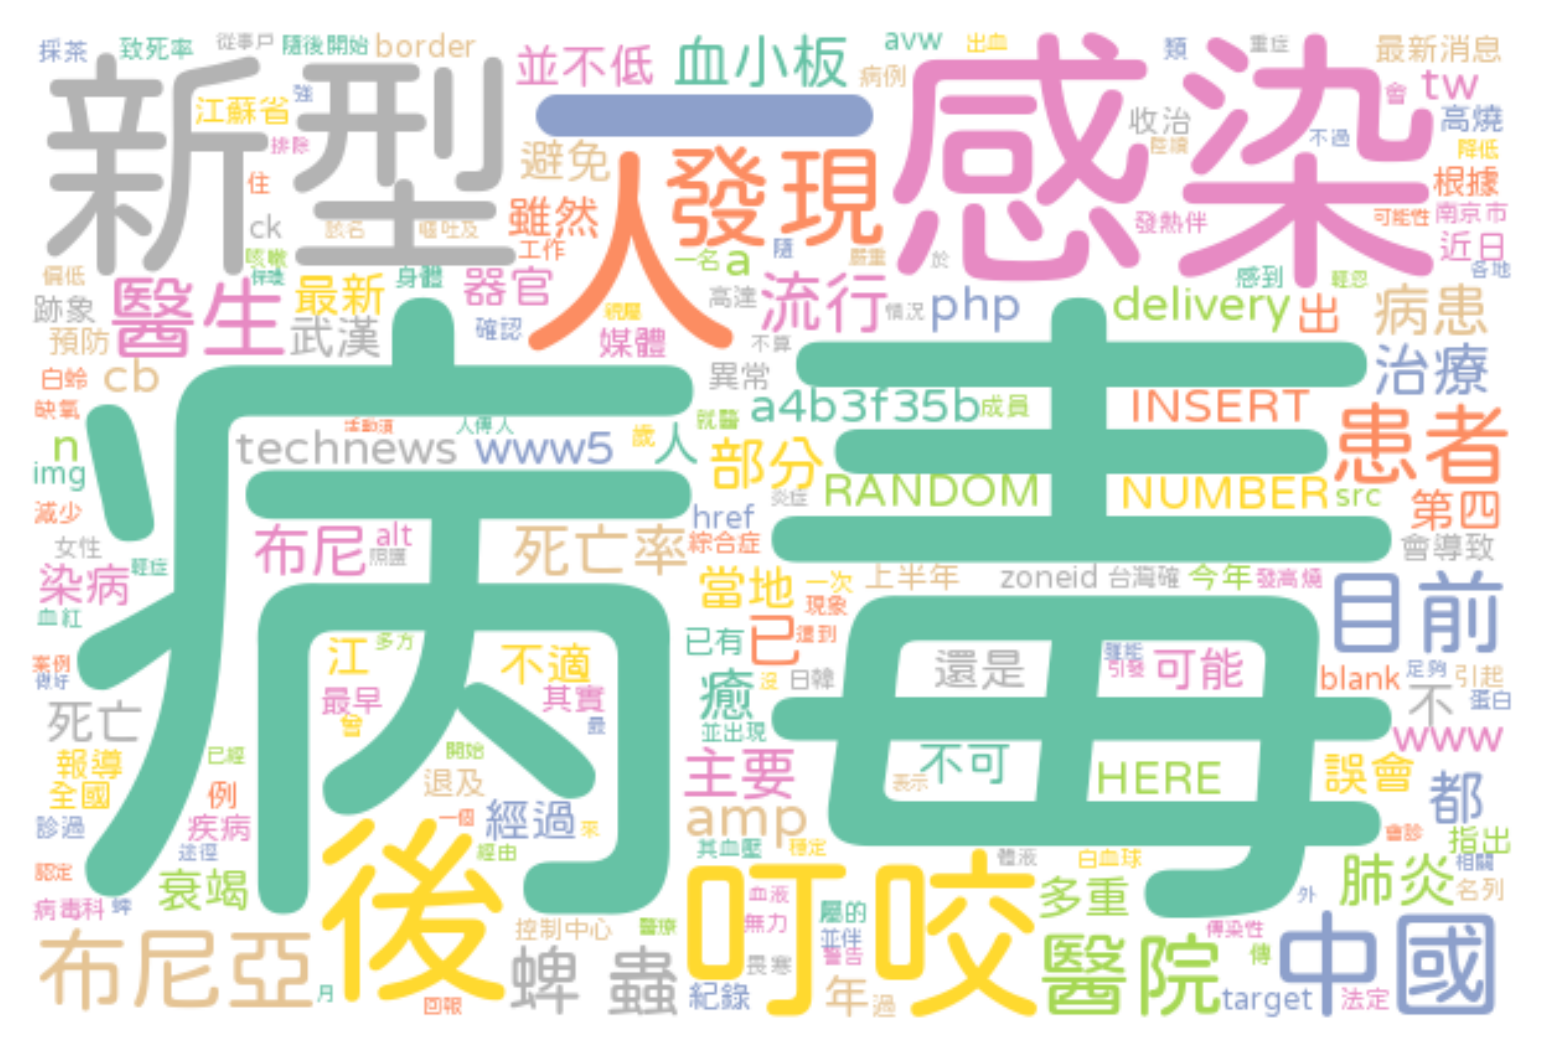 採茶 致死率 從事戶 隨後開始 border 並不低 血小板 avw 出血 類 重症 最新消息
新型 江蘇省 強 一 病例 感染 會 tw
排除 避免 人 發現 收治 陸續 不過 高燒 降低
住 ck 該名 嘔吐及 雖然 工作 發熱伴 可能性 根據 南京市 近日
咳嗽 偏低 身體 器官 一名 a 隨 嚴重 於 感到 輕忽 各地
跡象 醫生 最新 武漢 確認 媒體 高達 流行 情況 php delivery 出 病患
預防 不算 白蛉 cb 異常 治療
缺氧 人傳人 就醫 a4b3f35b 成員 INSERT 患者
n technews www5 歲 人 部分
img 炎症 RANDOM NUMBER src 第四
減少 href 綜合症 會導致
女性 布尼 alt 死亡率
病毒
染病 輕症 當地 一次 上半年 zoneid 台灣確 今年 發高燒 目前
血紅 現象 已有 已 遭到
案例 做好 江 多方 不適 還是 引發 可能 blank 足夠 引起
最早 其實 癒 沒 日韓 不 蛋白
死亡 曾 最 並出現 www
報導 已經 開始 主要 不可 誤會
全國 例 退及 表示 HERE 都
診過 疾病 一個 經過 來 amp 會診 指出
途徑 後 經由 其血壓 穩定 體液 白血球 相關
認定 衰竭 叮咬 肺炎 名列
病毒科 蜱 血液 多重 外
控制中心 醫療 無力 屬的 傳染性
布尼亞 蜱 蟲 畏寒 並伴 警告 醫院 傳 中國
月 回報 紀錄 年 過 target 法定